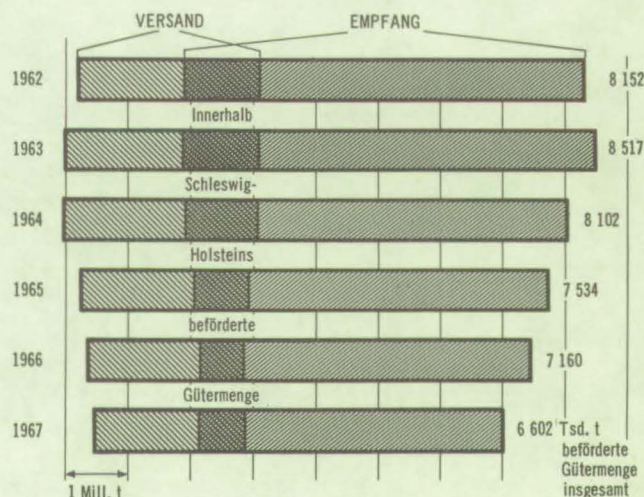 VERSAND EMPFANG
1962 8 152
Innerhalb
1963 8 517
Schleswig-
1964 8 102
Holsteins
1965 7 534
beförderte
1966 7 160
Gütermenge
1967 6 602 Tsd. t
beförderte
Gütermenge
insgesamt
1 Mill. t